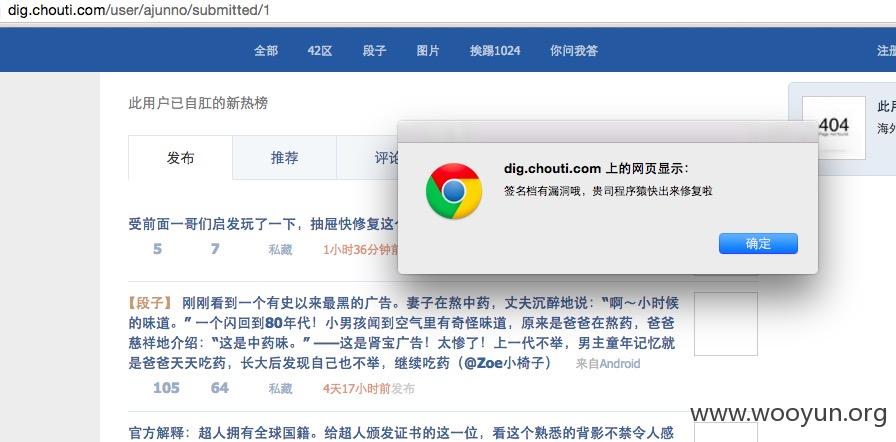 dig.chouti.com/user/ajunno/submitted/1
全部 42区 段子 图片 挨踢1024 你问我答 注册
此用户已自肛的新热榜
此用
404
海外
发布 推荐 评论
dig.chouti.com 上的网页显示：
签名档有漏洞哦，贵司程序猿快出来修复啦
确定
受前面一哥们启发玩了一下，抽屉快修复这个
5 7 私藏 1小时36分钟前
【段子】 刚刚看到一个有史以来最黑的广告。妻子在熬中药，丈夫沉醉地说：“啊～小时候
的味道。” 一个闪回到80年代！小男孩闻到空气里有奇怪味道，原来是爸爸在熬药，爸爸
慈祥地介绍：“这是中药味。” ——这是肾宝广告！太惨了！上一代不举，男主童年记忆就
是爸爸天天吃药，长大后发现自己也不举，继续吃药（@Zoe小椅子） 来自Android
105 64 私藏 4天17小时前发布
官方解释：超人拥有全球国籍。给超人颁发证书的这一位，看这个熟悉的背影不禁令人感
www.wooyun.org